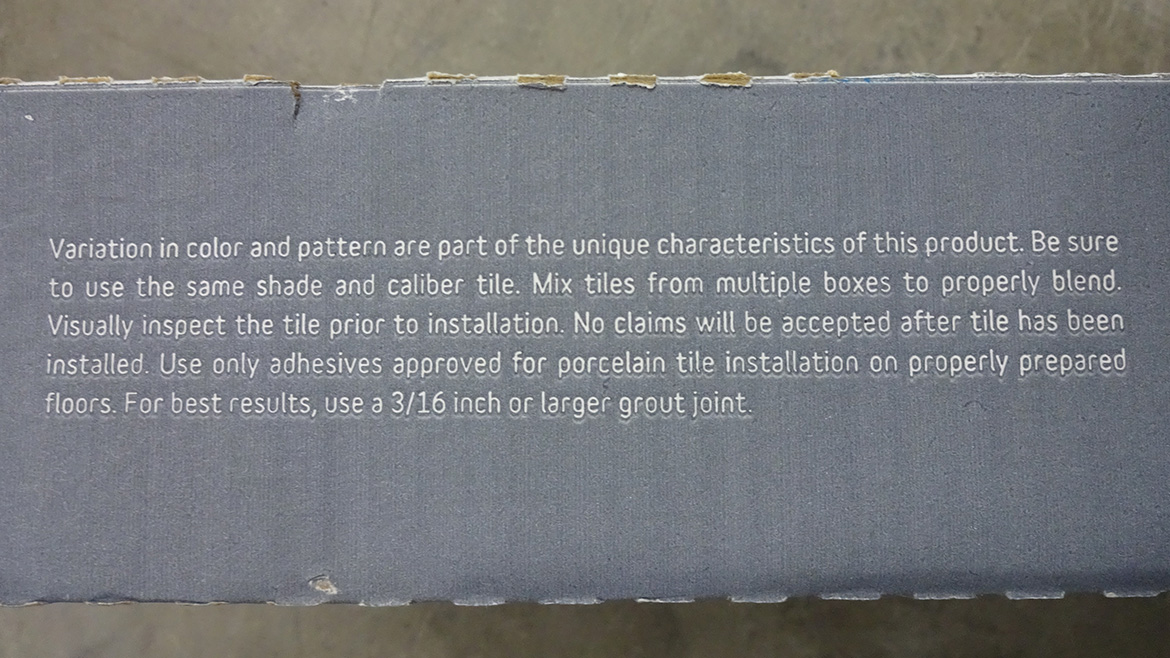 Variation in color and pattern are part of the unique characteristics of this product. Be sure
to use the same shade and caliber tile. Mix tiles from multiple boxes to properly blend.
Visually inspect the tile prior to installation. No claims will be accepted after tile has been
installed. Use only adhesives approved for porcelain tile installation on properly prepared
floors. For best results, use a 3/16 inch or larger grout joint.